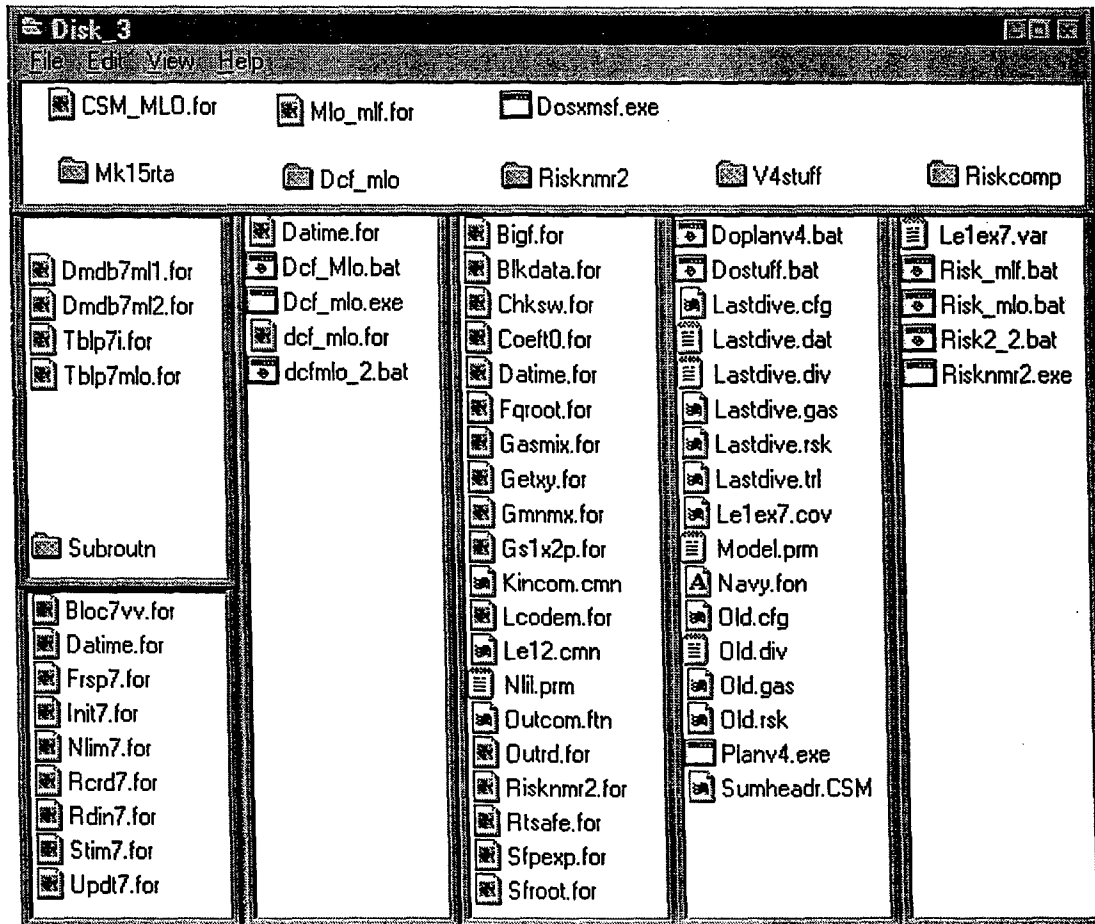 Disk_3
File Edit View Help
CSM_MLO.for Mlo_mlf.for Dosxmsf.exe
Mk15rta Dcf_mlo Risknmr2 V4stuff Riskcomp
Dmdb7ml1.for
Dmdb7ml2.for
Tblp7i.for
Tblp7mlo.for
Subroutn
Bloc7vv.for
Datime.for
Frsp7.for
Init7.for
Nlim7.for
Rcrd7.for
Rdin7.for
Stim7.for
Updt7.for
Datime.for
Dcf_Mlo.bat
Dcf_mlo.exe
dcf_mlo.for
dcfmlo_2.bat
Bigf.for
Blkdata.for
Chksw.for
Coeft0.for
Datime.for
Fqroot.for
Gasmix.for
Getxy.for
Gmnmx.for
Gs1x2p.for
Kincom.cmn
Lcodem.for
Le12.cmn
Nlil.prm
Outcom.ftn
Outrd.for
Risknmr2.for
Rtsafe.for
Sfpexp.for
Sfroot.for
Doplanv4.bat
Dostuff.bat
Lastdive.cfg
Lastdive.dat
Lastdive.div
Lastdive.gas
Lastdive.rsk
Lastdive.trl
Le1ex7.cov
Model.prm
Navy.fon
Old.cfg
Old.div
Old.gas
Old.rsk
Planv4.exe
Sumheadr.CSM
Le1ex7.var
Risk_mlf.bat
Risk_mlo.bat
Risk2_2.bat
Risknmr2.exe